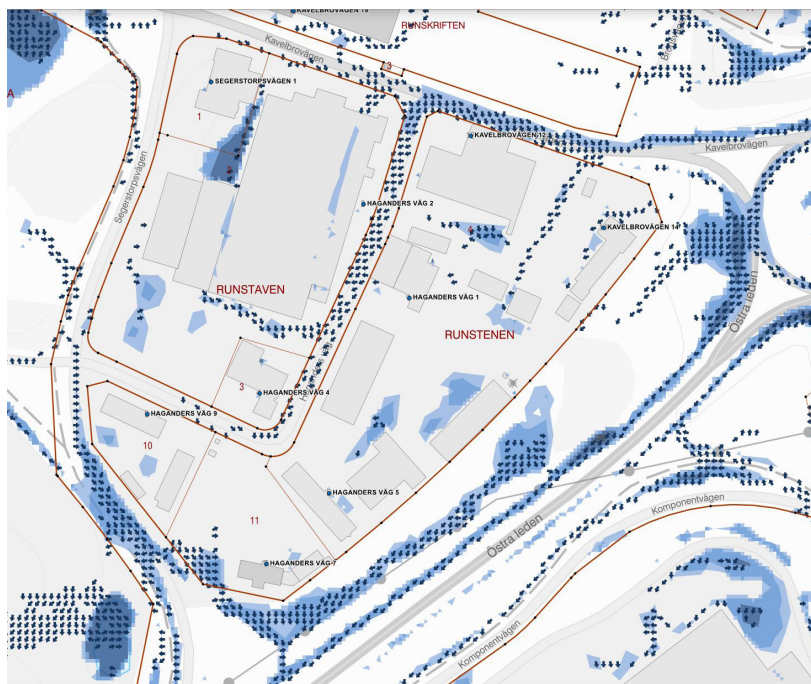 KAVELBROVÄGEN 19
RUNSKRIFTEN
Kavelbrovägen
3
SEGERSTORPSVÄGEN 1
A
1
KAVELBROVÄGEN 12
Kavelbrovägen
2
Segerstorpsvägen
HAGANDERS VÄG 2
4
KAVELBROVÄGEN 14
RUNSTAVEN
HAGANDERS VÄG 1
Östra leden
RUNSTENEN
3
HAGANDERS VÄG 4
HAGANDERS VÄG 9
10
HAGANDERS VÄG 5
Komponentvägen
11
Östra leden
HAGANDERS VÄG 7
Komponentvägen